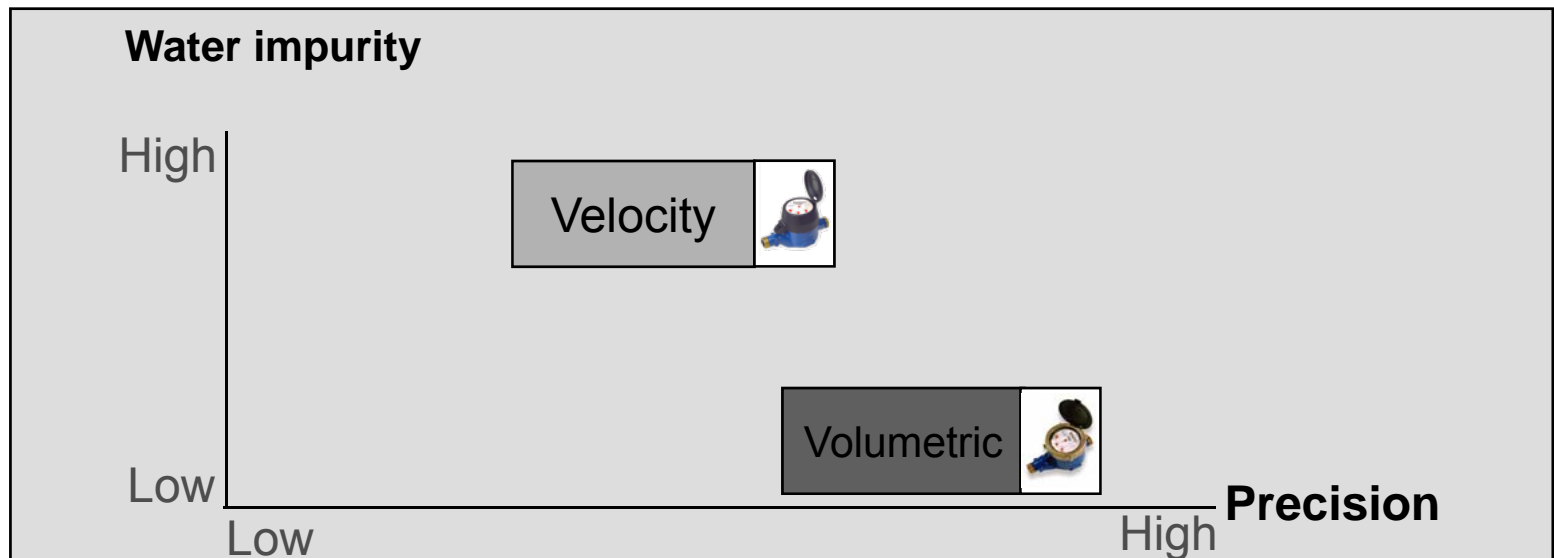 Water impurity
High
Velocity
Volumetric
Low
Precision
Low
High